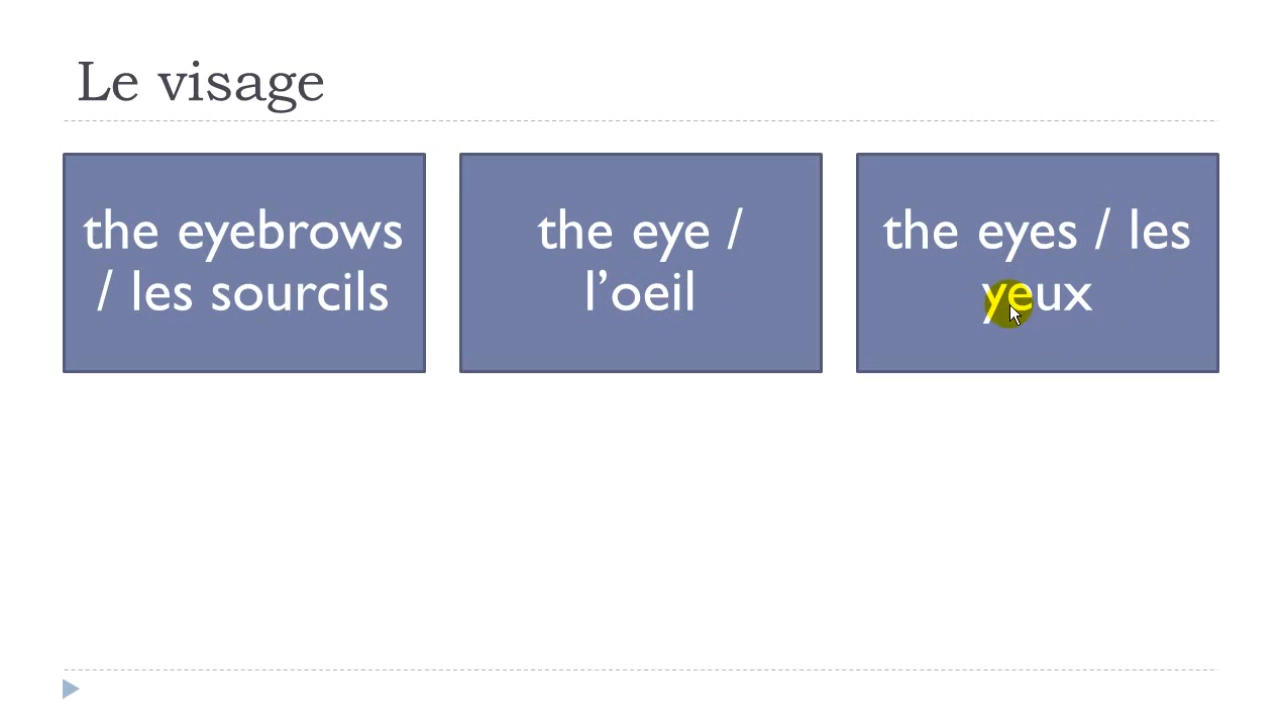 Le visage
the eyebrows
/ les sourcils
the eye /
l’oeil
the eyes / les
yeux